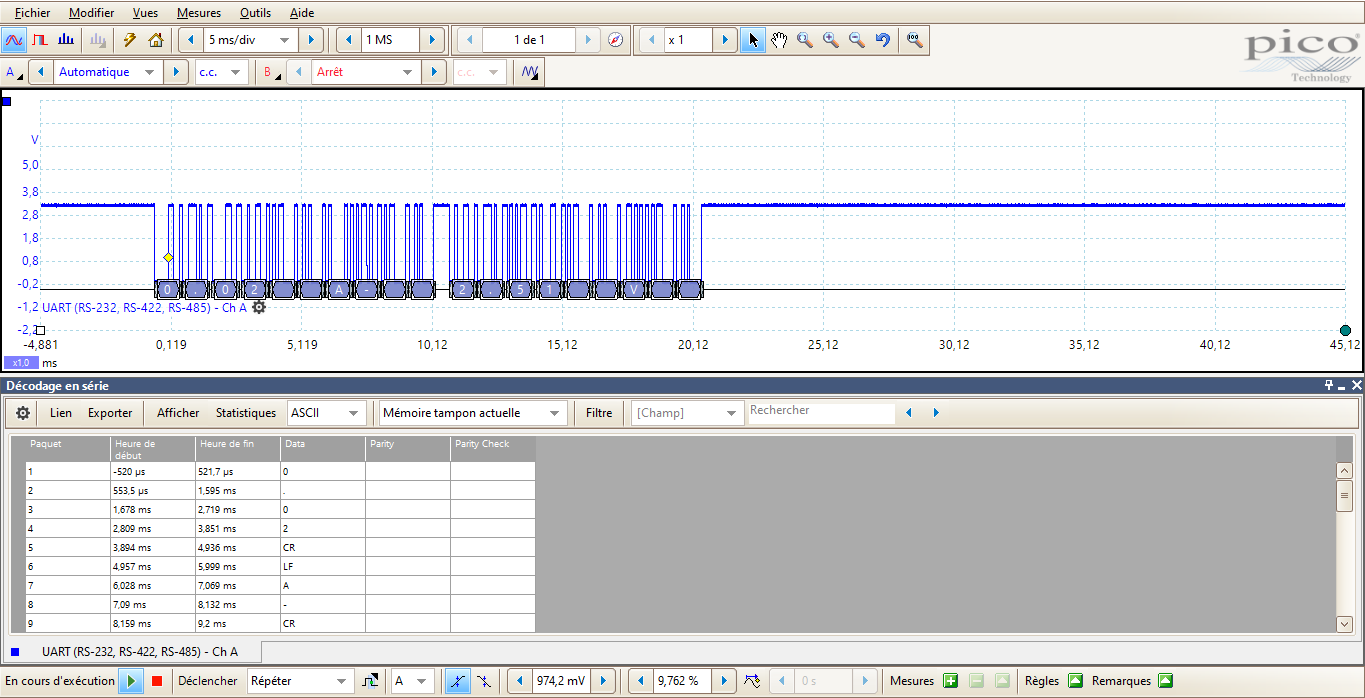 Fichier Modifier Vues Mesures Outils Aide
5 ms/div 1 MS 1 de 1 x 1
pico
Technology
A Automatique c.c. B Arrêt c.c.
V
5,0
3,8
2,8
1,8
0,8
-0,2
0 . 0 2 A - 2 . 5 1 V
-1,2 UART (RS-232, RS-422, RS-485) - Ch A
-2,2
-4,881 0,119 5,119 10,12 15,12 20,12 25,12 30,12 35,12 40,12 45,12
x1.0 ms
Décodage en série
Lien Exporter Afficher Statistiques ASCII Mémoire tampon actuelle Filtre [Champ] Rechercher
Paquet Heure de début Heure de fin Data Parity Parity Check
1 -520 µs 521,7 µs 0
2 553,5 µs 1,595 ms .
3 1,678 ms 2,719 ms 0
4 2,809 ms 3,851 ms 2
5 3,894 ms 4,936 ms CR
6 4,957 ms 5,999 ms LF
7 6,028 ms 7,069 ms A
8 7,09 ms 8,132 ms -
9 8,159 ms 9,2 ms CR
UART (RS-232, RS-422, RS-485) - Ch A
En cours d'exécution Déclencher Répéter A 974,2 mV 9,762 % 0 s Mesures Règles Remarques